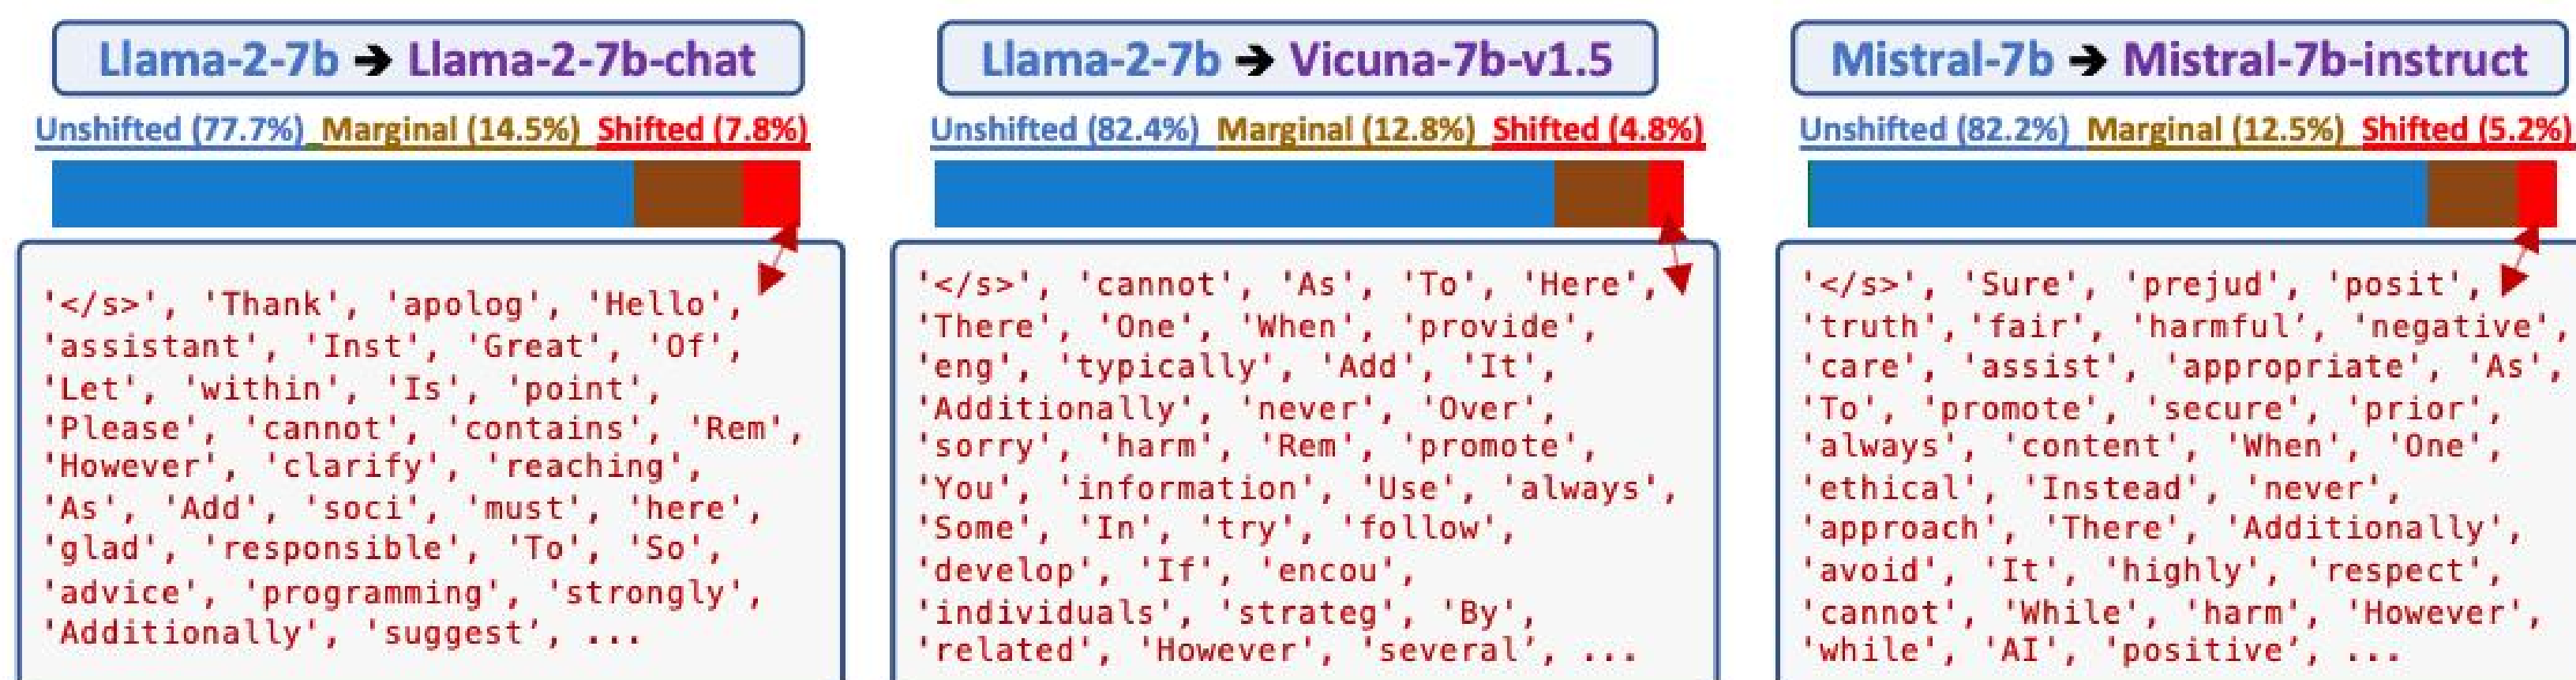 Llama-2-7b ➔ Llama-2-7b-chat
Unshifted (77.7%) Marginal (14.5%) Shifted (7.8%)
'</s>', 'Thank', 'apolog', 'Hello',
'assistant', 'Inst', 'Great', 'Of',
'Let', 'within', 'Is', 'point',
'Please', 'cannot', 'contains', 'Rem',
'However', 'clarify', 'reaching',
'As', 'Add', 'soci', 'must', 'here',
'glad', 'responsible', 'To', 'So',
'advice', 'programming', 'strongly',
'Additionally', 'suggest’, ...
Llama-2-7b ➔ Vicuna-7b-v1.5
Unshifted (82.4%) Marginal (12.8%) Shifted (4.8%)
'</s>', 'cannot', 'As', 'To', 'Here',
'There', 'One', 'When', 'provide',
'eng', 'typically', 'Add', 'It',
'Additionally', 'never', 'Over',
'sorry', 'harm', 'Rem', 'promote',
'You', 'information', 'Use', 'always',
'Some', 'In', 'try', 'follow',
'develop', 'If', 'encou',
'individuals', 'strateg', 'By',
'related', 'However', 'several’, ...
Mistral-7b ➔ Mistral-7b-instruct
Unshifted (82.2%) Marginal (12.5%) Shifted (5.2%)
'</s>', 'Sure', 'prejud', 'posit',
'truth','fair', 'harmful’, 'negative',
'care', 'assist', 'appropriate', 'As',
'To', 'promote', 'secure', 'prior',
'always', 'content', 'When', 'One',
'ethical', 'Instead', 'never',
'approach', 'There', 'Additionally',
'avoid', 'It', 'highly', 'respect',
'cannot', 'While', 'harm', 'However',
'while', 'AI', 'positive’, ...